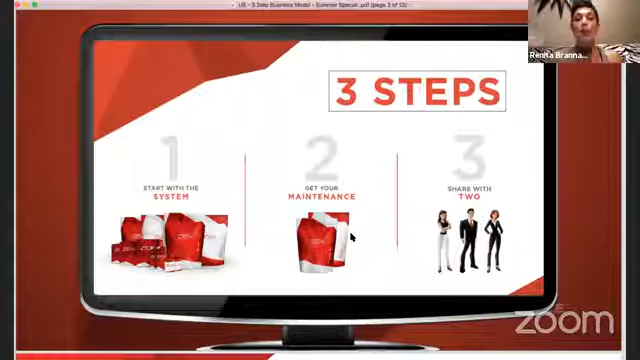 US - 3 Step Business Model - Summer Special .pdf (page 3 of 12)
Renita Branna...
3 STEPS
1
START WITH THE
SYSTEM
2
GET YOUR
MAINTENANCE
3
SHARE WITH
TWO
zoom